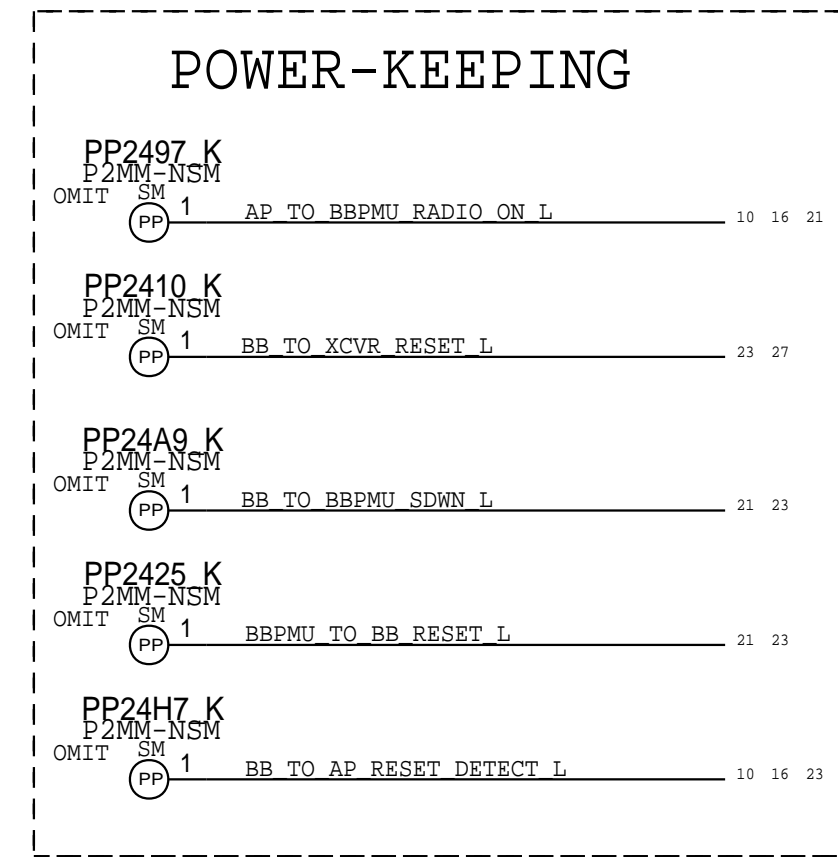 POWER-KEEPING
PP2497_K
P2MM-NSM
OMIT SM
PP 1 AP_TO_BBPMU_RADIO_ON_L 10 16 21
PP2410_K
P2MM-NSM
OMIT SM
PP 1 BB_TO_XCVR_RESET_L 23 27
PP24A9_K
P2MM-NSM
OMIT SM
PP 1 BB_TO_BBPMU_SDWN_L 21 23
PP2425_K
P2MM-NSM
OMIT SM
PP 1 BBPMU_TO_BB_RESET_L 21 23
PP24H7_K
P2MM-NSM
OMIT SM
PP 1 BB_TO_AP_RESET_DETECT_L 10 16 23